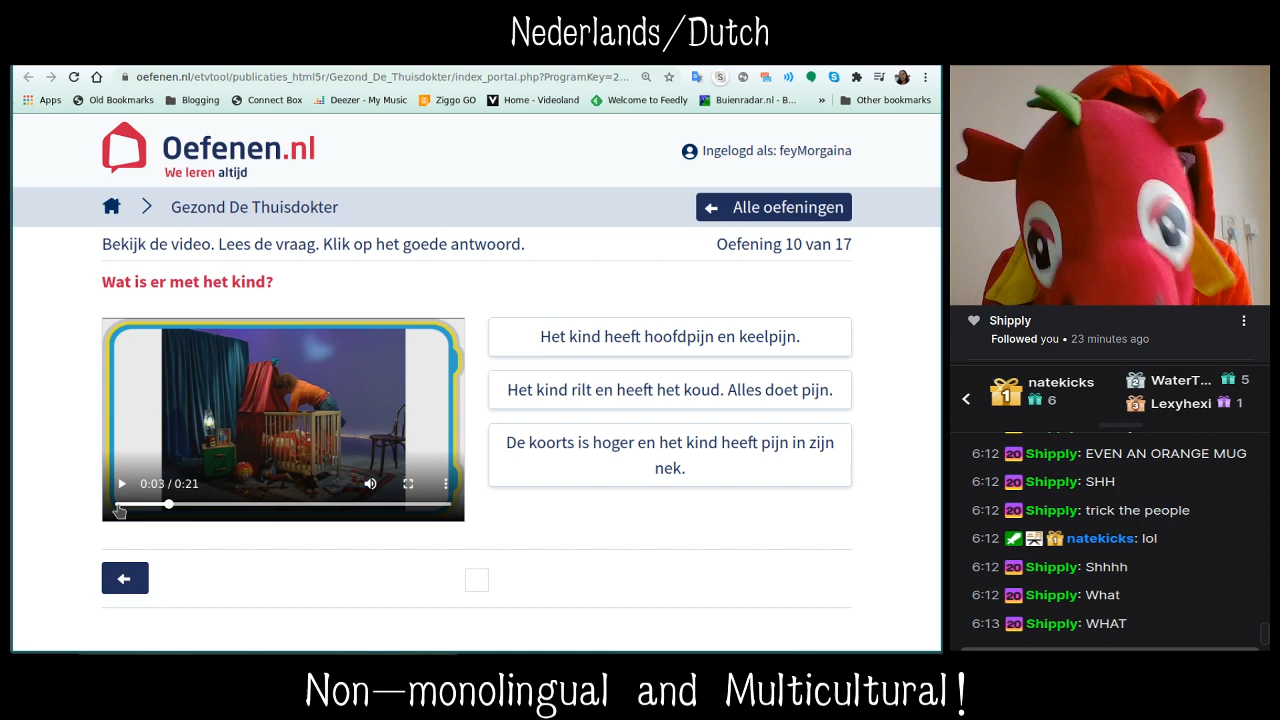 Nederlands/Dutch
oefenen.nl/etvtool/publicaties_html5r/Gezond_De_Thuisdokter/index_portal.php?ProgramKey=2...
Apps Old Bookmarks Blogging Connect Box Deezer - My Music Ziggo GO Home - Videoland Welcome to Feedly Buienradar.nl - B... » Other bookmarks
Oefenen.nl
We leren altijd
Ingelogd als: feyMorgaina
Gezond De Thuisdokter
Alle oefeningen
Bekijk de video. Lees de vraag. Klik op het goede antwoord.
Oefening 10 van 17
Wat is er met het kind?
0:03 / 0:21
Het kind heeft hoofdpijn en keelpijn.
Het kind rilt en heeft het koud. Alles doet pijn.
De koorts is hoger en het kind heeft pijn in zijn
nek.
Shipply
Followed you • 23 minutes ago
1 natekicks
6
2 WaterT... 5
3 Lexyhexi 1
6:12 20 Shipply: EVEN AN ORANGE MUG
6:12 20 Shipply: SHH
6:12 20 Shipply: trick the people
6:12 1 natekicks: lol
6:12 20 Shipply: Shhhh
6:12 20 Shipply: What
6:13 20 Shipply: WHAT
Non-monolingual and Multicultural!